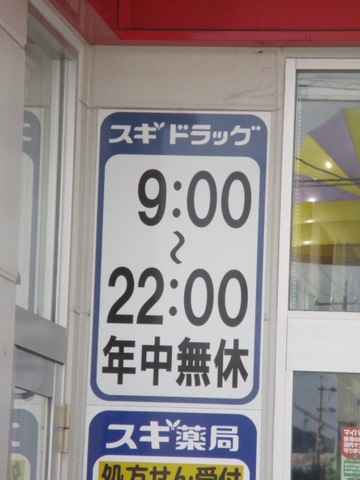 スギドラッグ
9:00
〜
22:00
年中無休
スギ薬局
処方せん受付